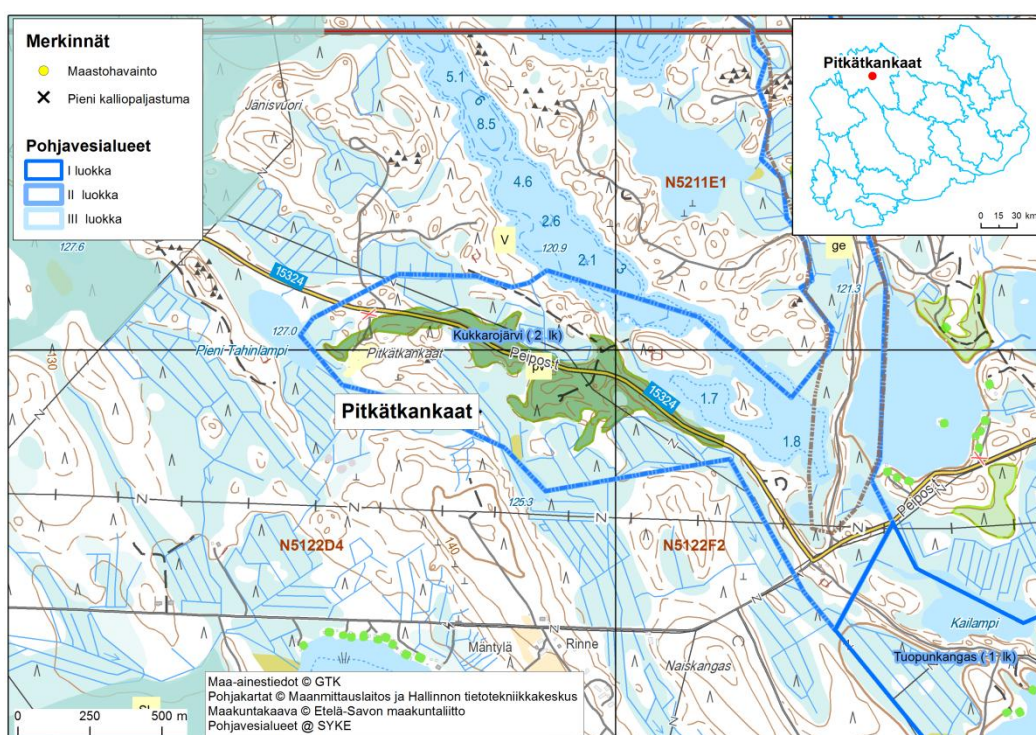 Merkinnät
Maastohavainto
Pieni kalliopaljastuma
Pohjavesialueet
I luokka
II luokka
III luokka
Pitkätkankaat
0 15 30 km
Jänisvuori
5.1
6
8.5
4.6
2.6
2.1
3
120.9
V
N5211E1
ge
121.3
127.6
15324
127.0
Pieni-Tahinlampi
130
Pitkätkankaat
Kukkarojärvi ( 2 lk)
Peipos.t
pv
Pitkätkankaat
15324
1.7
1.8
125.3
Peipos.t
N5122D4
140
N5122F2
Mäntylä
Rinne
Naiskangas
Kailampi
Tuopunkangas ( 1 lk)
Maa-ainestiedot © GTK
Pohjakartat © Maanmittauslaitos ja Hallinnon tietotekniikkakeskus
Maakuntakaava © Etelä-Savon maakuntaliitto
Pohjavesialueet @ SYKE
0 250 500 m